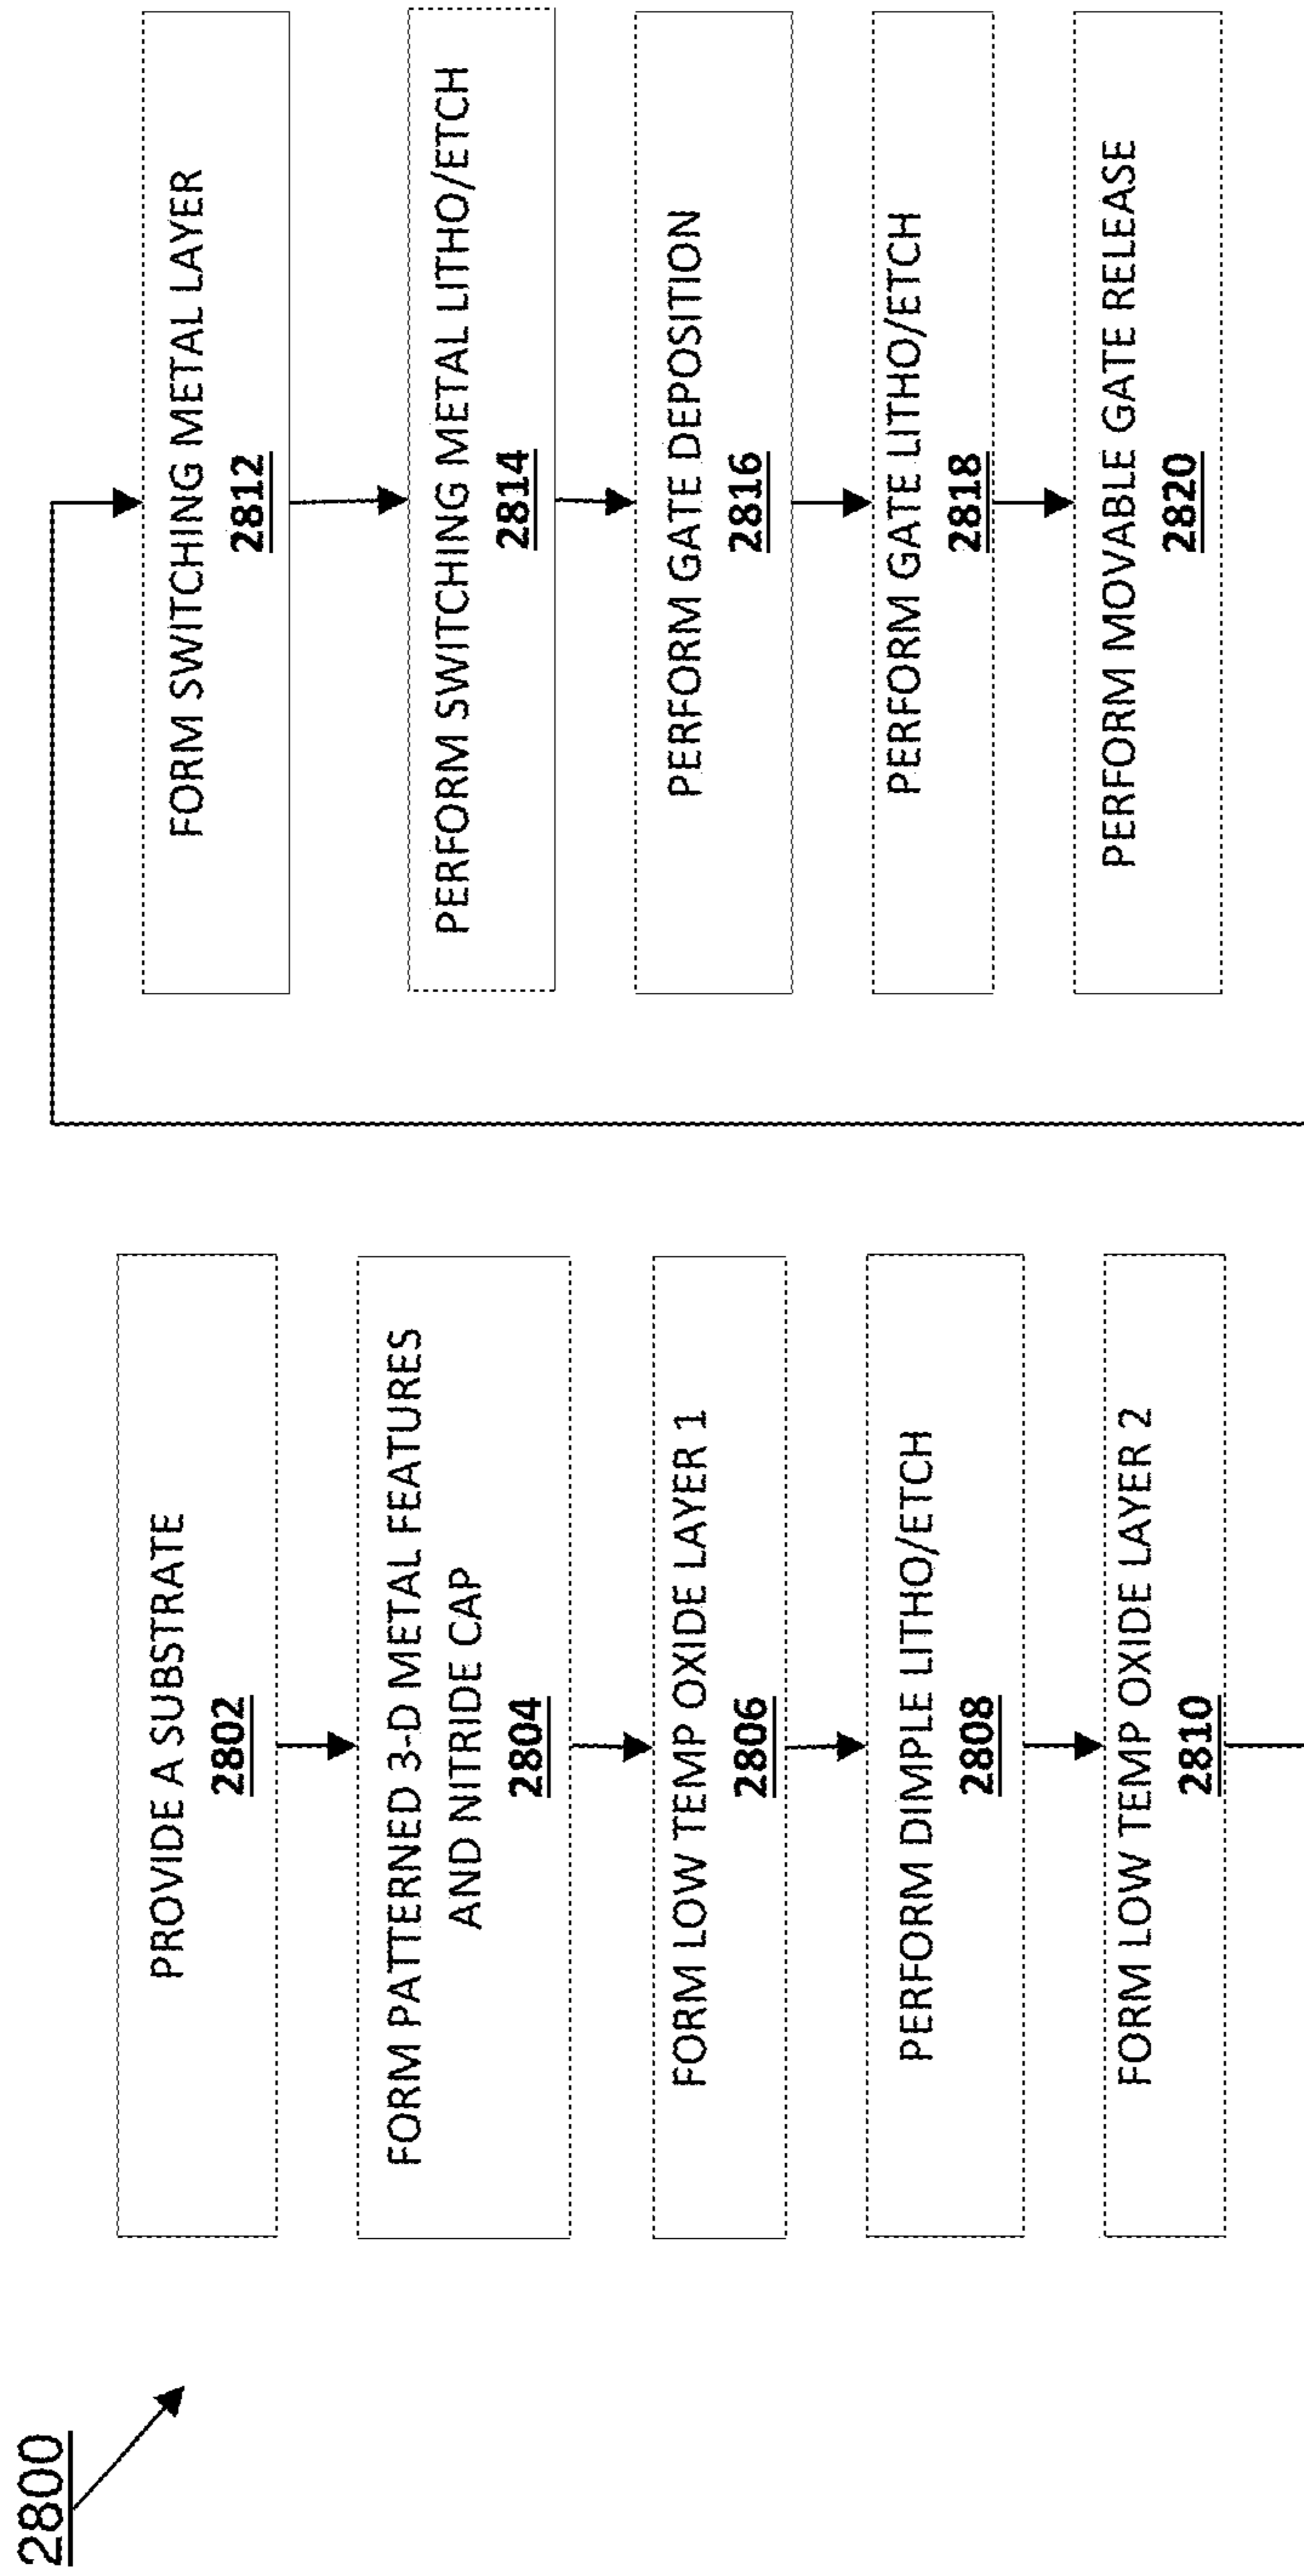 2800
PROVIDE A SUBSTRATE
2802
FORM PATTERNED 3-D METAL FEATURES
AND NITRIDE CAP
2804
FORM LOW TEMP OXIDE LAYER 1
2806
PERFORM DIMPLE LITHO/ETCH
2808
FORM LOW TEMP OXIDE LAYER 2
2810
FORM SWITCHING METAL LAYER
2812
PERFORM SWITCHING METAL LITHO/ETCH
2814
PERFORM GATE DEPOSITION
2816
PERFORM GATE LITHO/ETCH
2818
PERFORM MOVABLE GATE RELEASE
2820